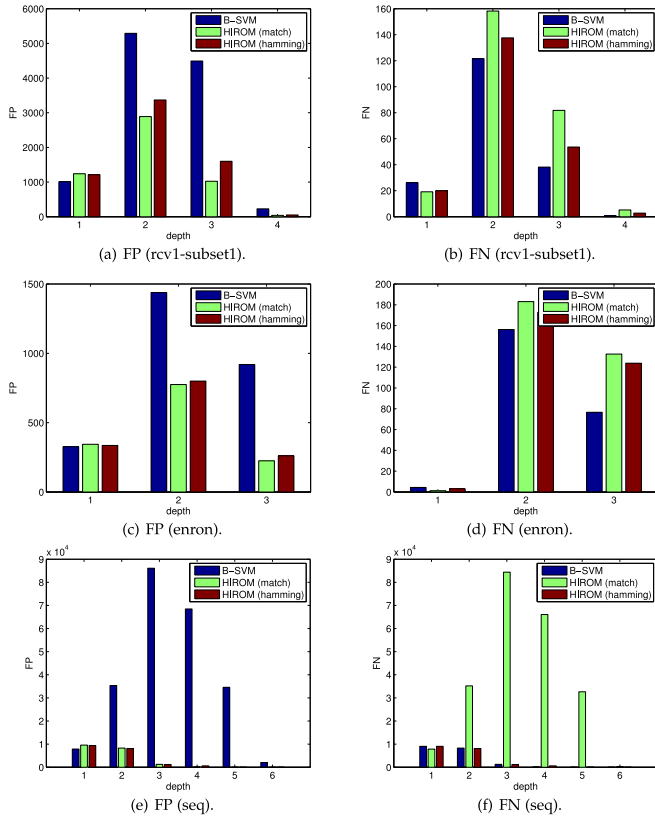 6000
5000
4000
3000
2000
1000
0
FP
1 2 3 4
depth
B−SVM
HIROM (match)
HIROM (hamming)
(a) FP (rcv1-subset1).
160
140
120
100
80
60
40
20
0
FN
1 2 3 4
depth
B−SVM
HIROM (match)
HIROM (hamming)
(b) FN (rcv1-subset1).
1500
1000
500
0
FP
1 2 3
depth
B−SVM
HIROM (match)
HIROM (hamming)
(c) FP (enron).
200
180
160
140
120
100
80
60
40
20
0
FN
1 2 3
depth
B−SVM
HIROM (match)
HIROM (hamming)
(d) FN (enron).
x 10^4
9
8
7
6
5
4
3
2
1
0
FP
1 2 3 4 5 6
depth
B−SVM
HIROM (match)
HIROM (hamming)
(e) FP (seq).
x 10^4
9
8
7
6
5
4
3
2
1
0
FN
1 2 3 4 5 6
depth
B−SVM
HIROM (match)
HIROM (hamming)
(f) FN (seq).